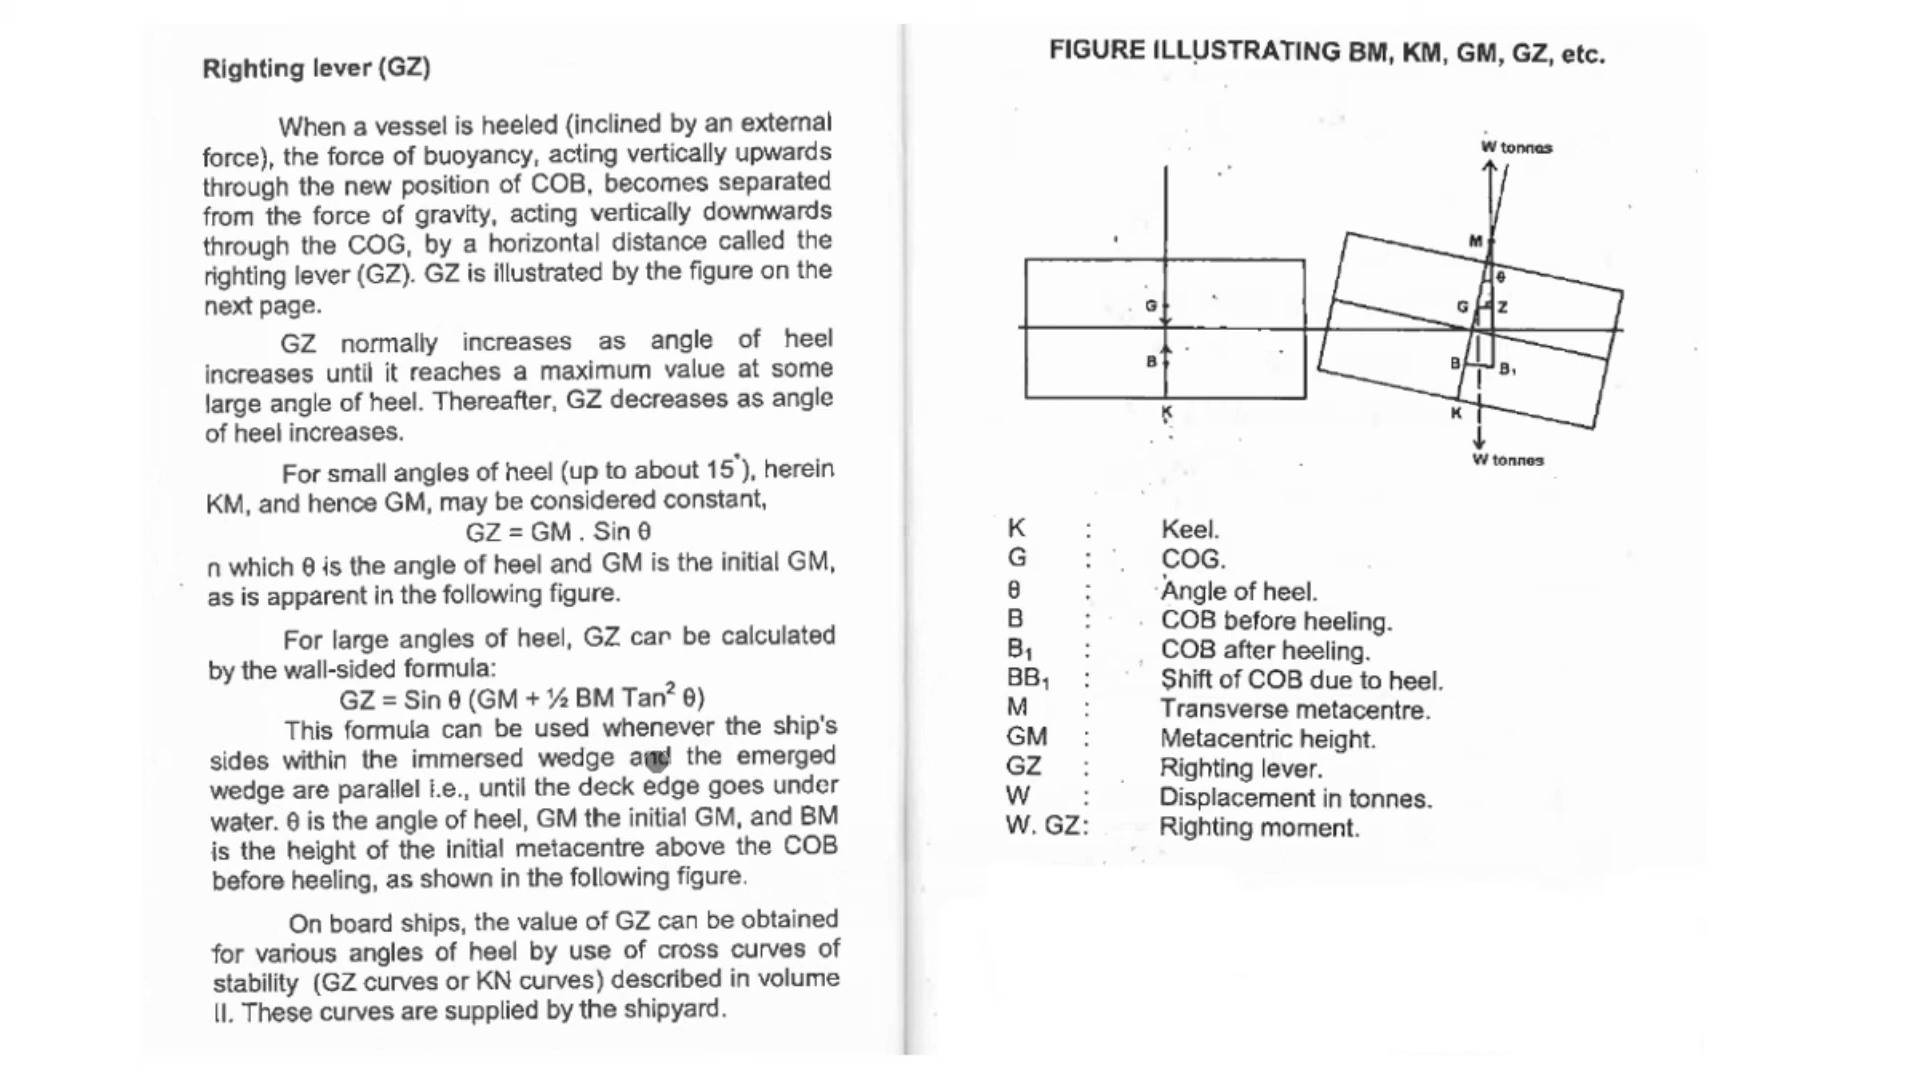 Righting lever (GZ)
When a vessel is heeled (inclined by an external
force), the force of buoyancy, acting vertically upwards
through the new position of COB, becomes separated
from the force of gravity, acting vertically downwards
through the COG, by a horizontal distance called the
righting lever (GZ). GZ is illustrated by the figure on the
next page.
GZ normally increases as angle of heel
increases until it reaches a maximum value at some
large angle of heel. Thereafter, GZ decreases as angle
of heel increases.
For small angles of heel (up to about 15°), herein
KM, and hence GM, may be considered constant,
GZ = GM . Sin θ
n which θ is the angle of heel and GM is the initial GM,
as is apparent in the following figure.
For large angles of heel, GZ can be calculated
by the wall-sided formula:
GZ = Sin θ (GM + ½ BM Tan² θ)
This formula can be used whenever the ship's
sides within the immersed wedge and the emerged
wedge are parallel i.e., until the deck edge goes under
water. θ is the angle of heel, GM the initial GM, and BM
is the height of the initial metacentre above the COB
before heeling, as shown in the following figure.
On board ships, the value of GZ can be obtained
for various angles of heel by use of cross curves of
stability (GZ curves or KN curves) described in volume
II. These curves are supplied by the shipyard.
FIGURE ILLUSTRATING BM, KM, GM, GZ, etc.
W tonnes
M
θ
G
G Z
B
B B₁
K
K
W tonnes
K : Keel.
G : COG.
θ : Angle of heel.
B : COB before heeling.
B₁ : COB after heeling.
BB₁ : Shift of COB due to heel.
M : Transverse metacentre.
GM : Metacentric height.
GZ : Righting lever.
W : Displacement in tonnes.
W. GZ: Righting moment.